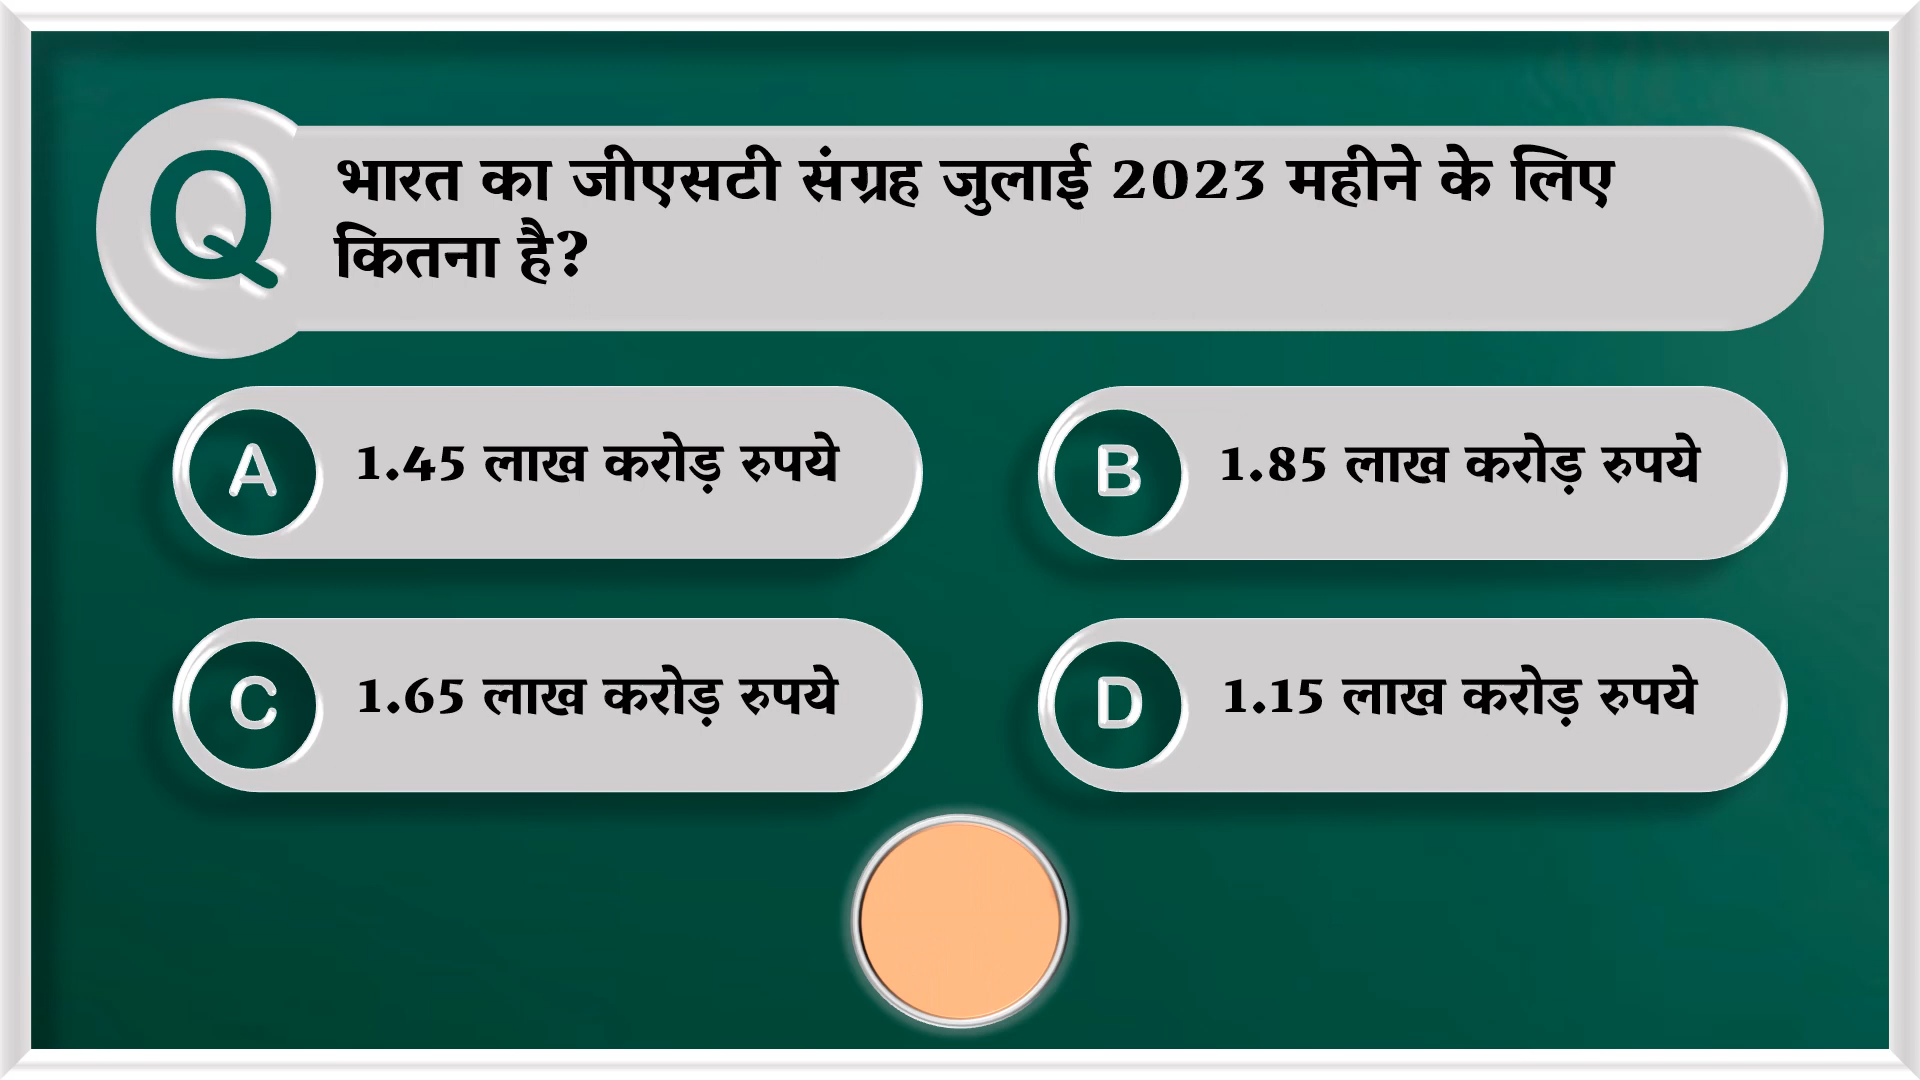 Q
भारत का जीएसटी संग्रह जुलाई 2023 महीने के लिए
कितना है?
A 1.45 लाख करोड़ रुपये
B 1.85 लाख करोड़ रुपये
C 1.65 लाख करोड़ रुपये
D 1.15 लाख करोड़ रुपये